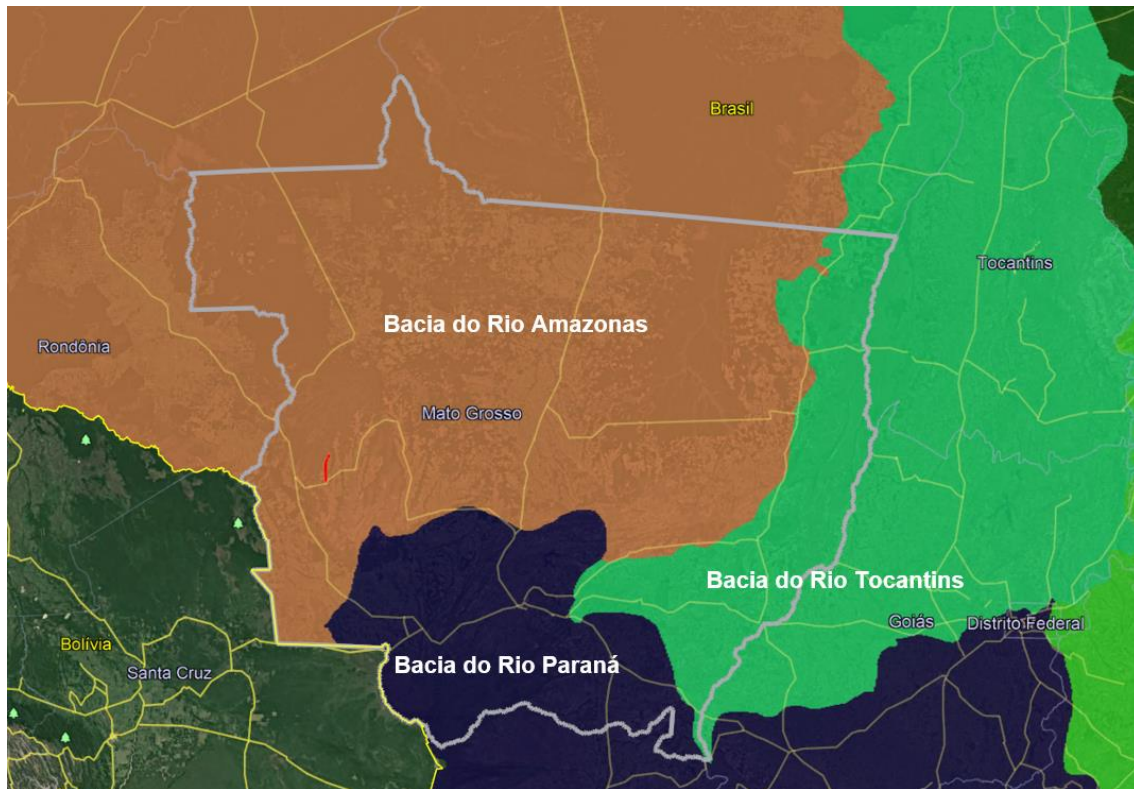 Brasil
Tocantins
Bacia do Rio Amazonas
Rondônia
Mato Grosso
Bacia do Rio Tocantins
Goiás
Distrito Federal
Bolívia
Bacia do Rio Paraná
Santa Cruz